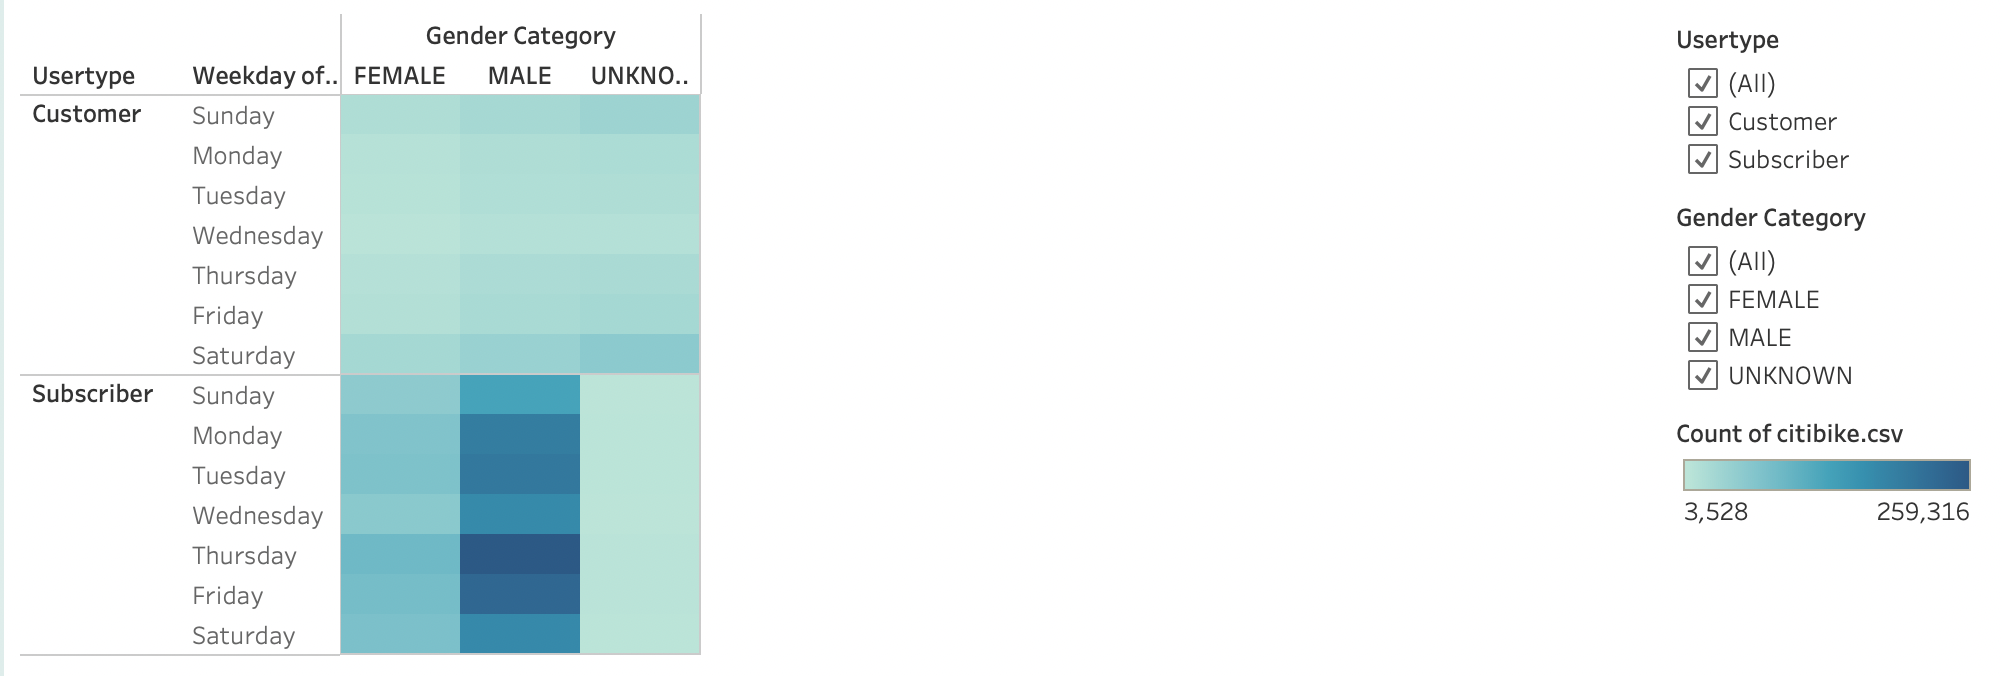 Gender Category
Usertype Weekday of.. FEMALE MALE UNKNO..
Customer Sunday
Monday
Tuesday
Wednesday
Thursday
Friday
Saturday
Subscriber Sunday
Monday
Tuesday
Wednesday
Thursday
Friday
Saturday
Usertype
(All)
Customer
Subscriber
Gender Category
(All)
FEMALE
MALE
UNKNOWN
Count of citibike.csv
3,528 259,316